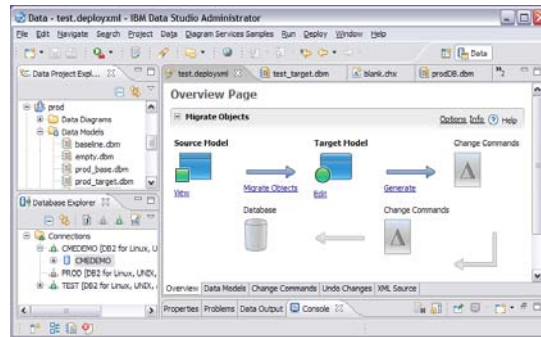 Data - test.deployxml - IBM Data Studio Administrator
File Edit Navigate Search Project Data Diagram Services Samples Run Deploy Window Help
Data
Data Project Expl...
test.deployxml
test_target.dbm
blank.chx
prodDB.dbm
prod
Data Diagrams
Data Models
baseline.dbm
empty.dbm
prod_base.dbm
prod_target.dbm
Database Explorer
Connections
CMEDEMO [DB2 for Linux, U
CMEDEMO
PROD [DB2 for Linux, UNIX,
TEST [DB2 for Linux, UNIX,
Overview Page
Migrate Objects
Options Info Help
Source Model
Target Model
Change Commands
View
Migrate Objects
Edit
Generate
Database
Change Commands
Overview Data Models Change Commands Undo Changes XML Source
Properties Problems Data Output Console